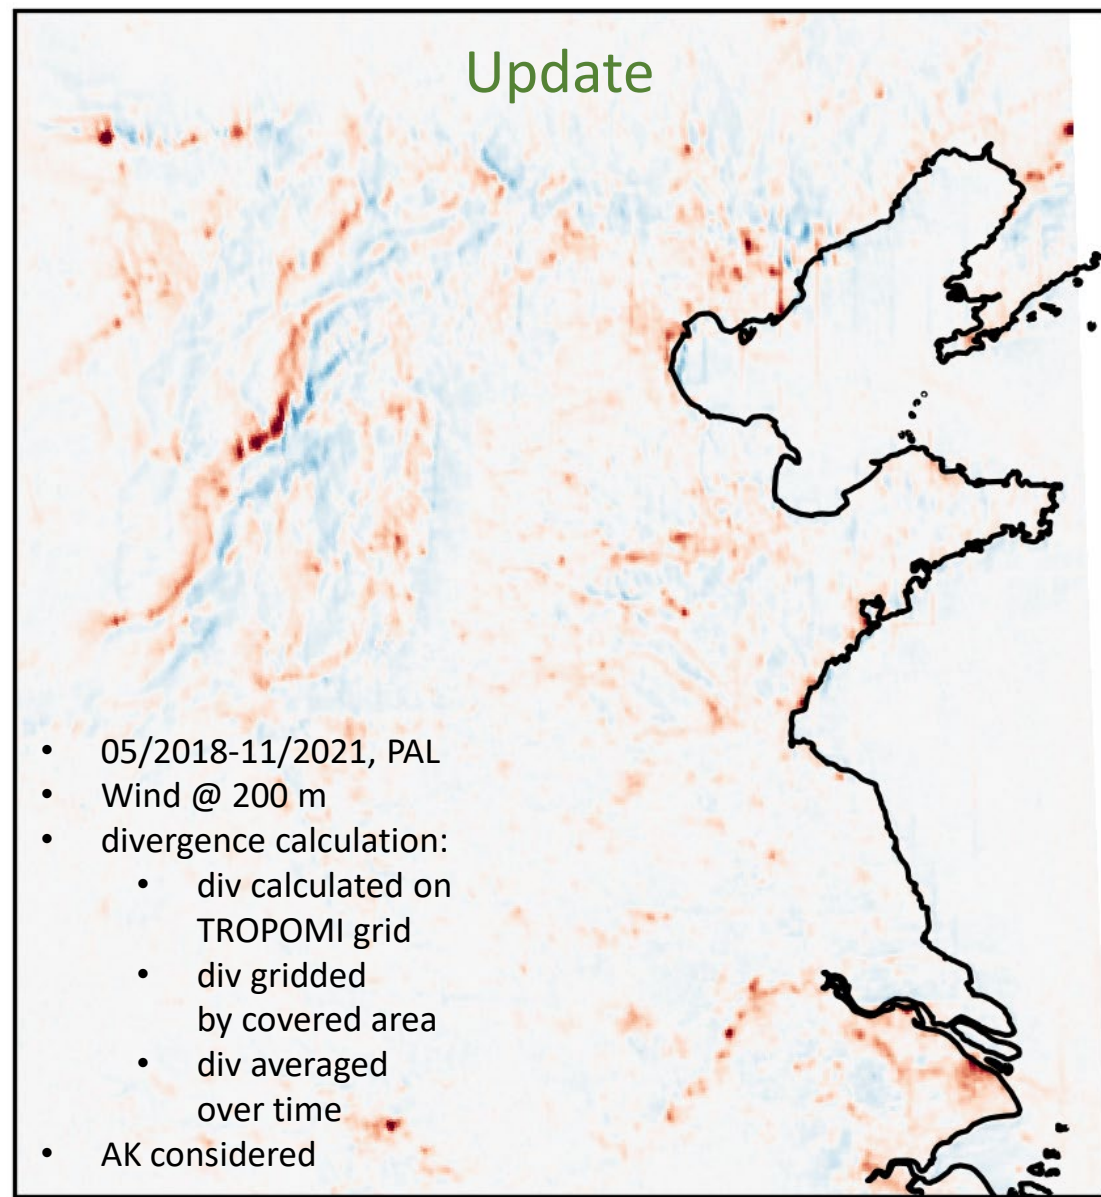 Update
• 05/2018-11/2021, PAL
• Wind @ 200 m
• divergence calculation:
• div calculated on
TROPOMI grid
• div gridded
by covered area
• div averaged
over time
• AK considered